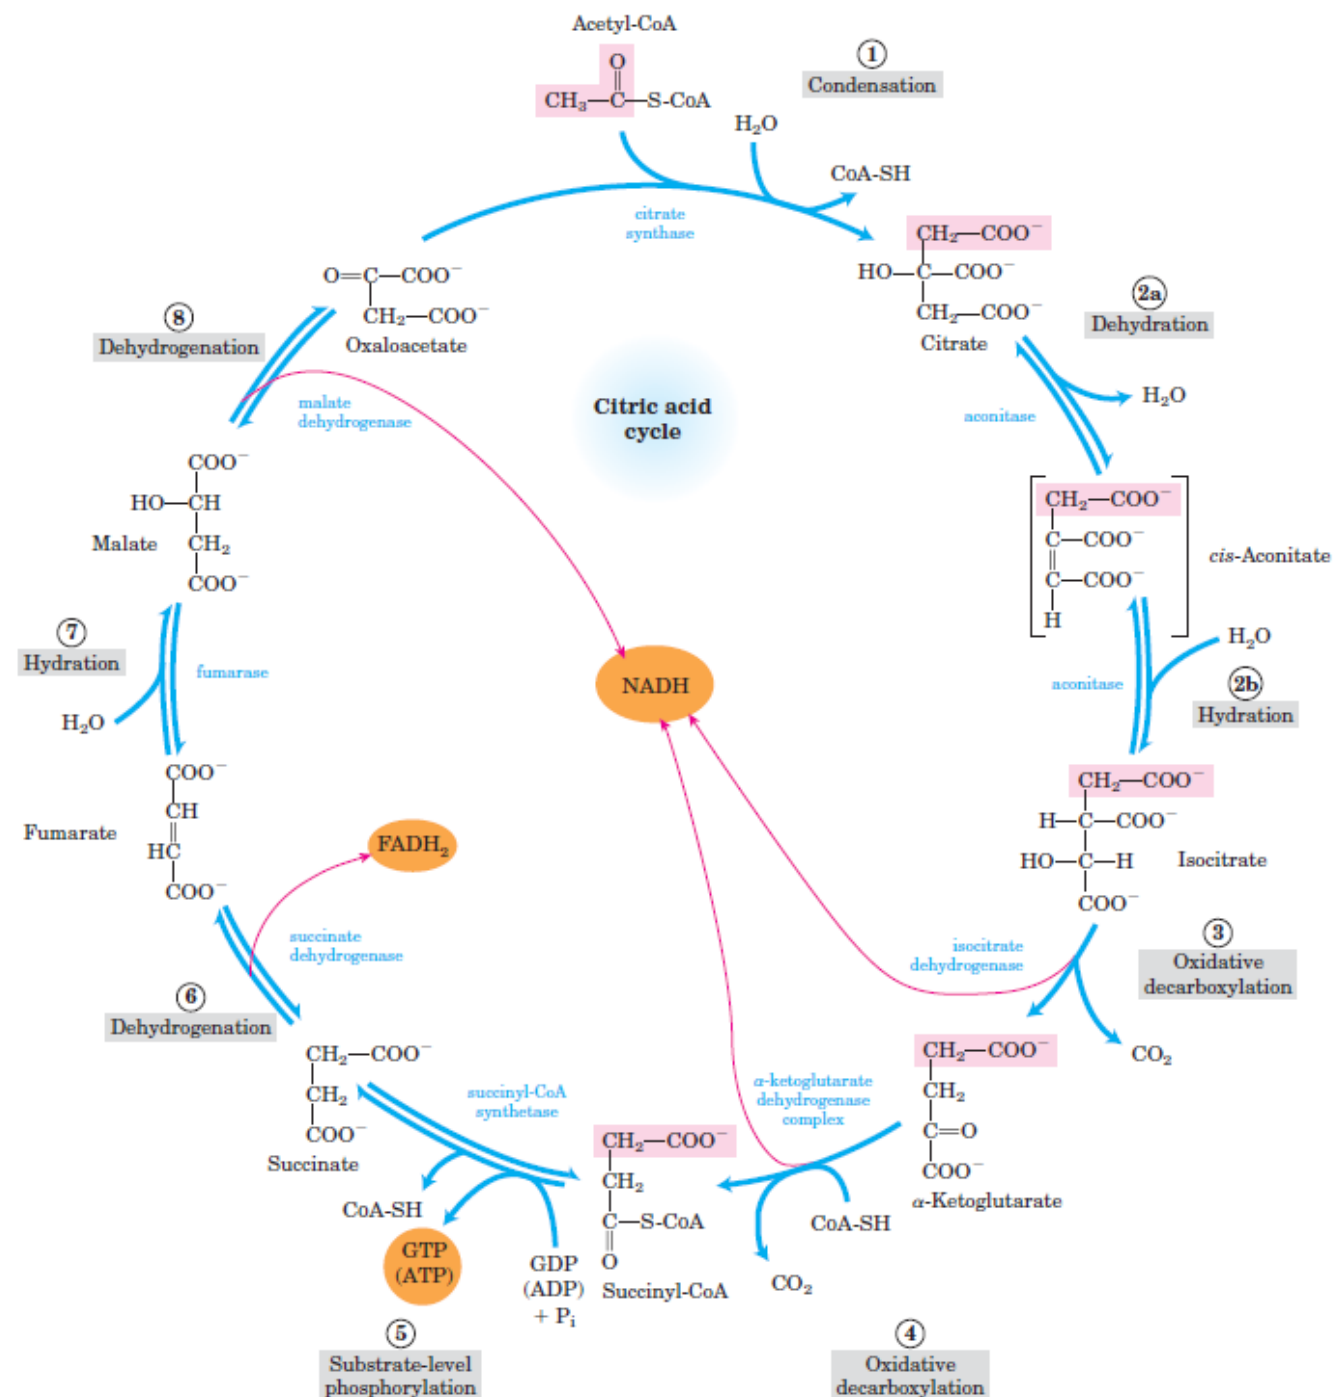 Acetyl-CoA
O
CH₃—C—S-CoA
①
Condensation
H₂O
CoA-SH
citrate
synthase
CH₂—COO⁻
HO—C—COO⁻
CH₂—COO⁻
Citrate
2a
Dehydration
H₂O
aconitase
CH₂—COO⁻
C—COO⁻
C—COO⁻
H
cis-Aconitate
H₂O
aconitase
2b
Hydration
CH₂—COO⁻
H—C—COO⁻
HO—C—H
COO⁻
Isocitrate
③
Oxidative
decarboxylation
isocitrate
dehydrogenase
CO₂
CH₂—COO⁻
CH₂
C=O
COO⁻
α-Ketoglutarate
α-ketoglutarate
dehydrogenase
complex
CoA-SH
CO₂
④
Oxidative
decarboxylation
CH₂—COO⁻
CH₂
C—S-CoA
O
Succinyl-CoA
succinyl-CoA
synthetase
GDP
(ADP)
+ Pᵢ
GTP
(ATP)
CoA-SH
⑤
Substrate-level
phosphorylation
CH₂—COO⁻
CH₂
COO⁻
Succinate
⑥
Dehydrogenation
succinate
dehydrogenase
FADH₂
COO⁻
CH
HC
COO⁻
Fumarate
⑦
Hydration
fumarase
H₂O
COO⁻
HO—CH
CH₂
COO⁻
Malate
⑧
Dehydrogenation
malate
dehydrogenase
O=C—COO⁻
CH₂—COO⁻
Oxaloacetate
Citric acid
cycle
NADH